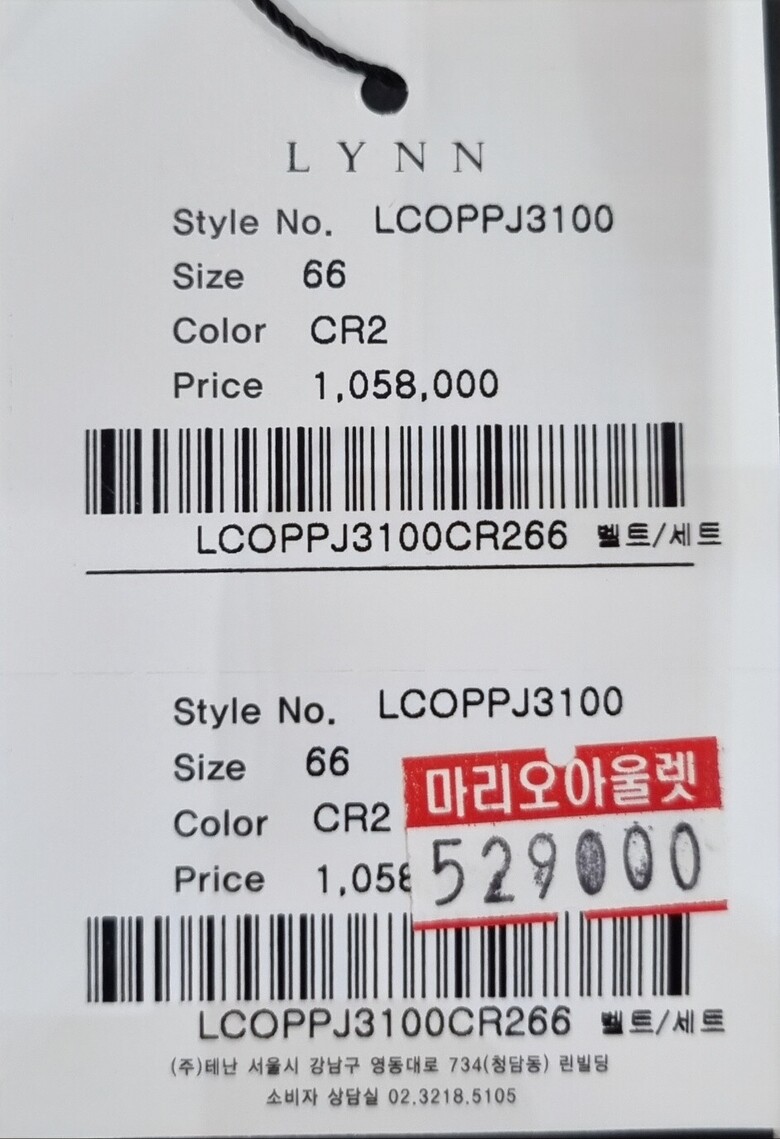 LYNN
Style No. LCOPPJ3100
Size 66
Color CR2
Price 1,058,000
LCOPPJ3100CR266 벨트/세트
Style No. LCOPPJ3100
Size 66
Color CR2
마리오아울렛
Price 1,058
529000
LCOPPJ3100CR266 벨트/세트
(주)테난 서울시 강남구 영동대로 734(청담동) 린빌딩
소비자 상담실 02.3218.5105